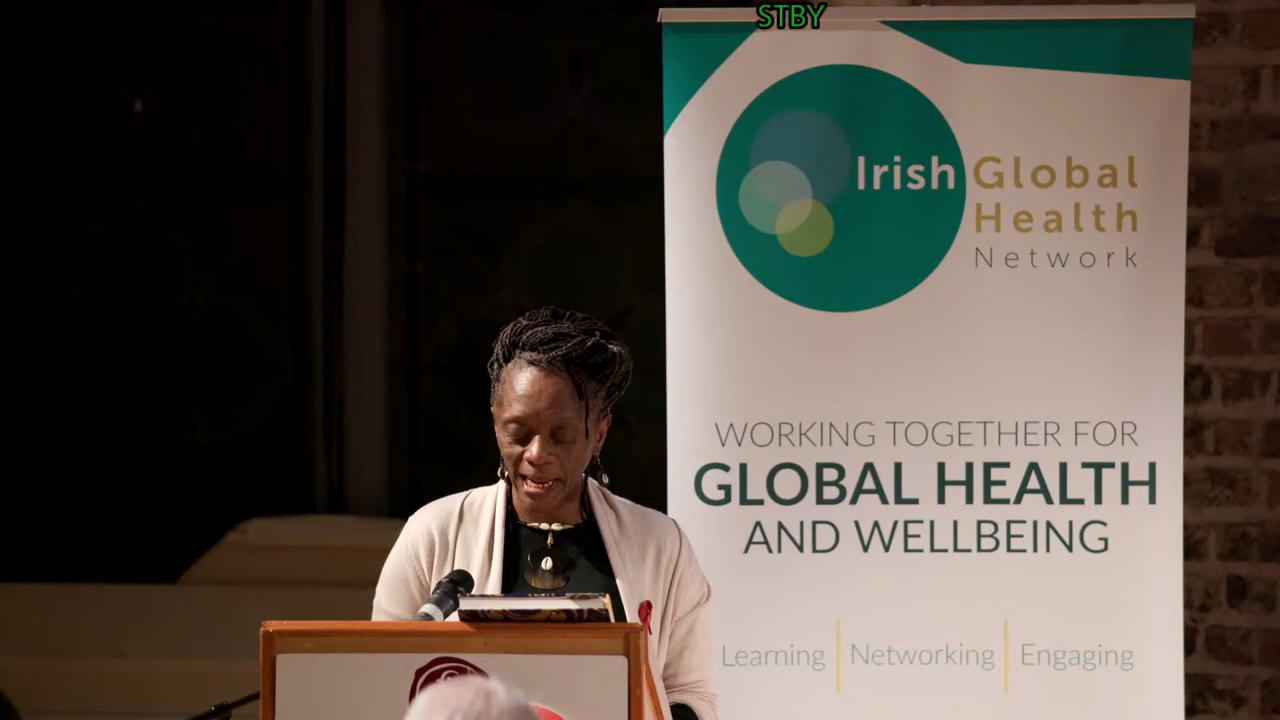 STBY
Irish Global
Health
Network
WORKING TOGETHER FOR
GLOBAL HEALTH
AND WELLBEING
Learning | Networking | Engaging